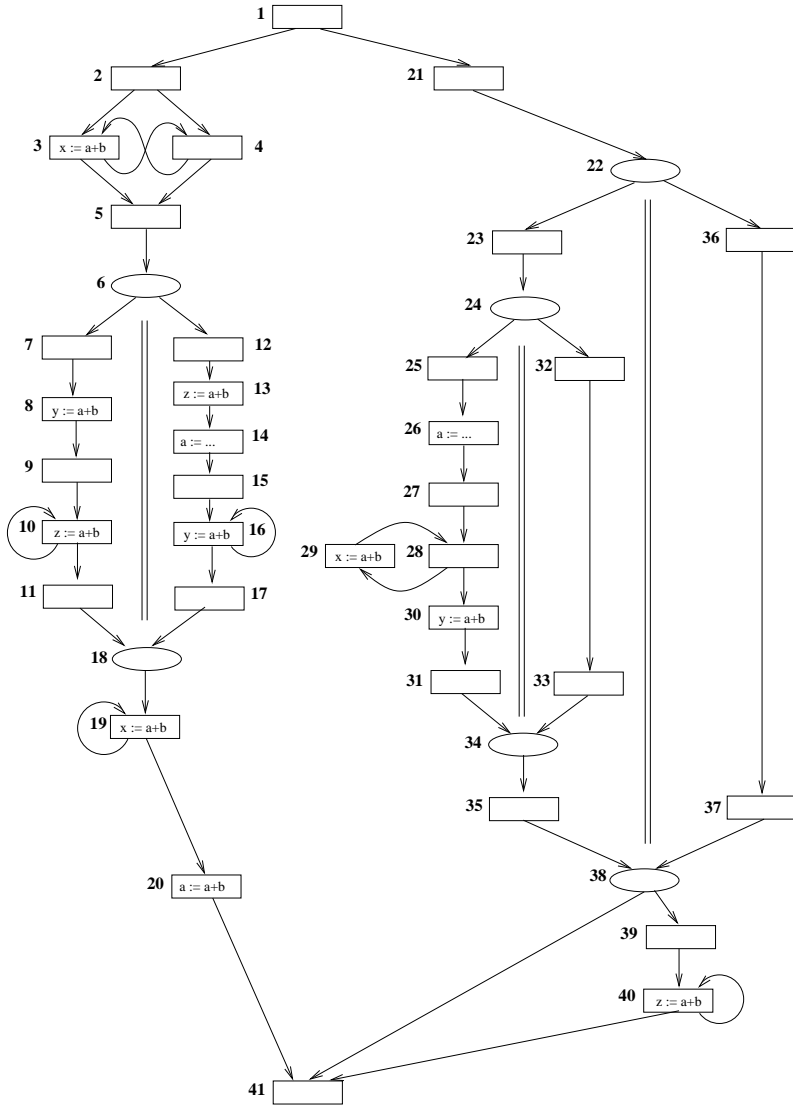 1
2
21
3 x := a+b
4
22
5
23
36
6
24
7
12
25
32
8 y := a+b
13 z := a+b
26 a := ...
14 a := ...
9
15
27
10 z := a+b
16 y := a+b
29 x := a+b
28
11
17
30 y := a+b
18
31
33
19 x := a+b
34
35
37
20 a := a+b
38
39
40 z := a+b
41